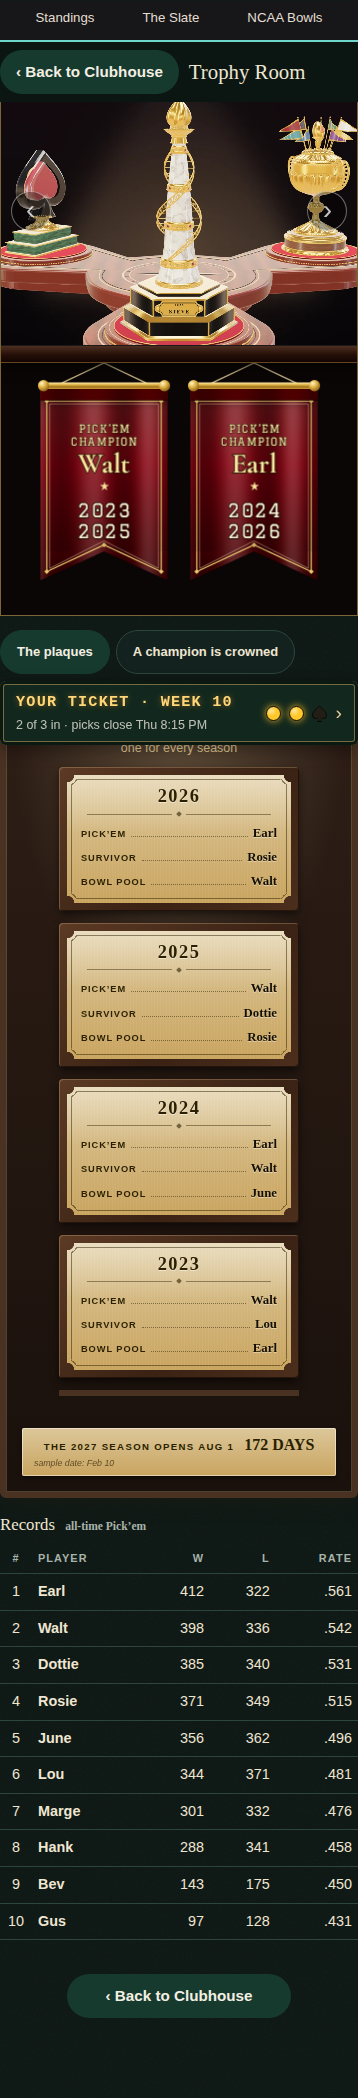 Standings The Slate NCAA Bowls
‹ Back to Clubhouse Trophy Room
SIEVE
PICK'EM
CHAMPION
Walt
2023
2025
PICK'EM
CHAMPION
Earl
2024
2026
The plaques A champion is crowned
YOUR TICKET · WEEK 10
2 of 3 in · picks close Thu 8:15 PM
one for every season
2026
PICK'EM Earl
SURVIVOR Rosie
BOWL POOL Walt
2025
PICK'EM Walt
SURVIVOR Dottie
BOWL POOL Rosie
2024
PICK'EM Earl
SURVIVOR Walt
BOWL POOL June
2023
PICK'EM Walt
SURVIVOR Lou
BOWL POOL Earl
THE 2027 SEASON OPENS AUG 1 172 DAYS
sample date: Feb 10
Records all-time Pick'em
# PLAYER W L RATE
1 Earl 412 322 .561
2 Walt 398 336 .542
3 Dottie 385 340 .531
4 Rosie 371 349 .515
5 June 356 362 .496
6 Lou 344 371 .481
7 Marge 301 332 .476
8 Hank 288 341 .458
9 Bev 143 175 .450
10 Gus 97 128 .431
‹ Back to Clubhouse